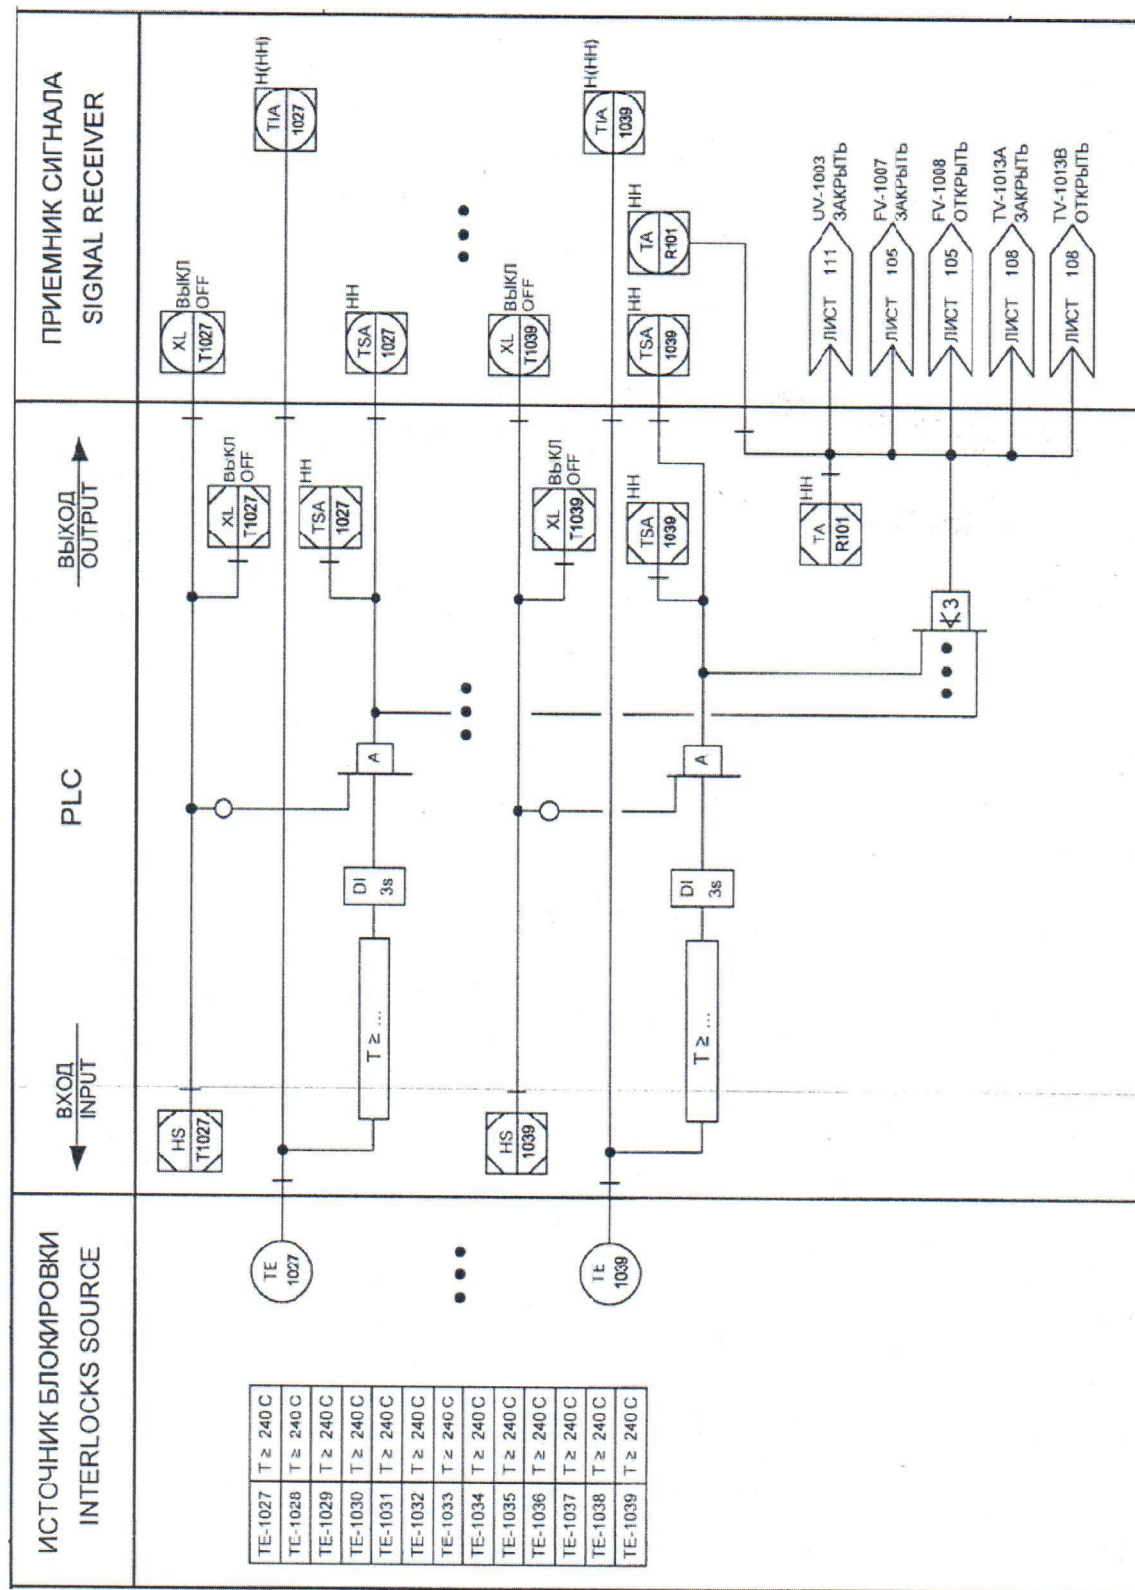 ИСТОЧНИК БЛОКИРОВКИ
INTERLOCKS SOURCE
ВХОД
INPUT
PLC
ВЫХОД
OUTPUT
ПРИЕМНИК СИГНАЛА
SIGNAL RECEIVER
TE-1027 T ≥ 240 C
TE-1028 T ≥ 240 C
TE-1029 T ≥ 240 C
TE-1030 T ≥ 240 C
TE-1031 T ≥ 240 C
TE-1032 T ≥ 240 C
TE-1033 T ≥ 240 C
TE-1034 T ≥ 240 C
TE-1035 T ≥ 240 C
TE-1036 T ≥ 240 C
TE-1037 T ≥ 240 C
TE-1038 T ≥ 240 C
TE-1039 T ≥ 240 C
HS
T1027
XL
T1027
ВЫКЛ
OFF
XL
T1027
ВЫКЛ
OFF
TE
1027
TIA
1027
H(HH)
T ≥ ...
DI
3s
A
TSA
1027
HH
TSA
1027
HH
HS
1039
XL
T1039
ВЫКЛ
OFF
XL
T1039
ВЫКЛ
OFF
TE
1039
TIA
1039
H(HH)
T ≥ ...
DI
3s
A
TSA
1039
HH
TSA
1039
HH
TA
R101
HH
TA
R101
HH
3
ЛИСТ 111
UV-1003
ЗАКРЫТЬ
ЛИСТ 105
FV-1007
ЗАКРЫТЬ
ЛИСТ 105
FV-1008
ОТКРЫТЬ
ЛИСТ 108
TV-1013A
ЗАКРЫТЬ
ЛИСТ 108
TV-1013B
ОТКРЫТЬ